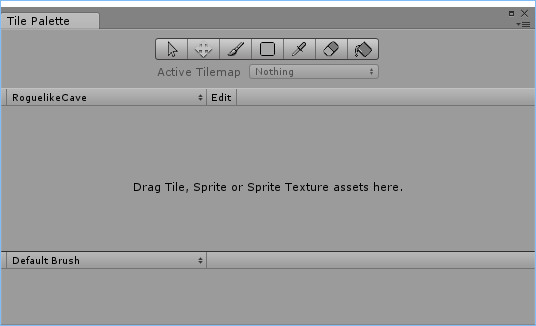 Tile Palette
Active Tilemap Nothing
RoguelikeCave Edit
Drag Tile, Sprite or Sprite Texture assets here.
Default Brush